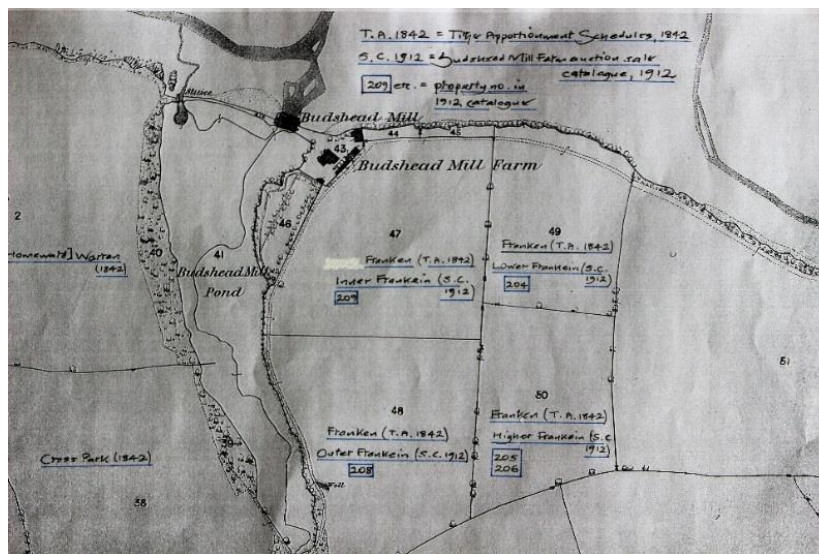 T.A. 1842 = Tithe Apportionment Schedules, 1842
S.C. 1912 = Budshead Mill Farm auction sale
catalogue, 1912
209 etc. = property no. in
1912 catalogue
Budshead Mill
43
44
45
Budshead Mill Farm
2
46
47
49
40
41
Homeward] Warren
(1842)
Budshead Mill
Pond
Franken (T.A. 1842)
Inner Frankein (S.C.
1912)
209
Franken (T.A. 1842)
Lower Frankein (S.C.
1912)
204
51
48
50
Franken (T.A. 1842)
Outer Frankein (S.C. 1912)
208
Franken (T.A. 1842)
Higher Frankein (S.C
1912)
205
206
Cross Park (1842)
39
38
Well